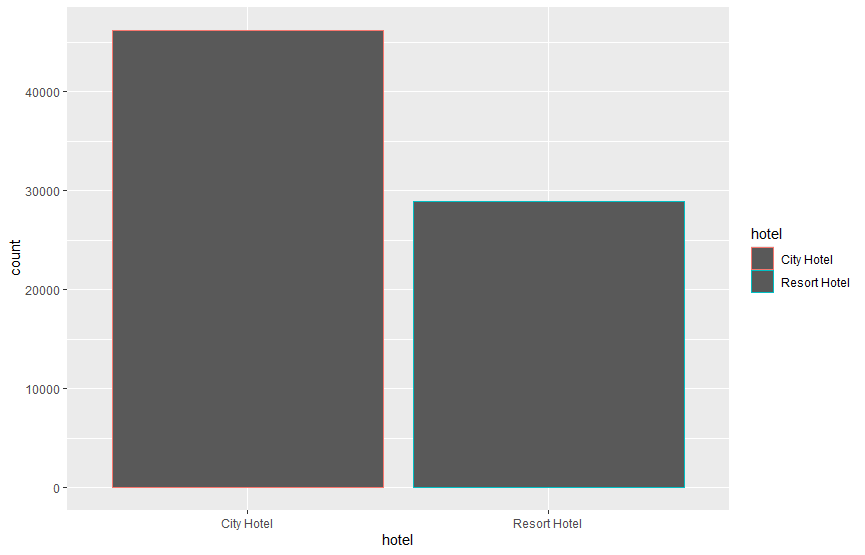 count
40000
30000
20000
10000
0
City Hotel
Resort Hotel
hotel
hotel
City Hotel
Resort Hotel